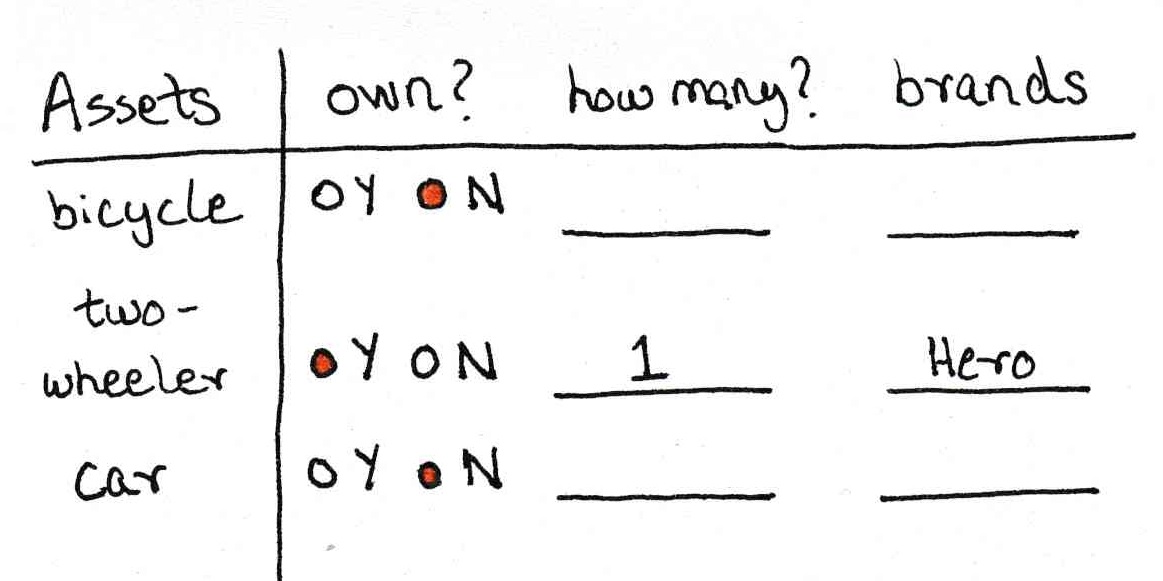 Assets own? how many? brands
bicycle O Y ● N ____ ____
two-
wheeler ● Y O N 1 Hero
car O Y ● N ____ ____